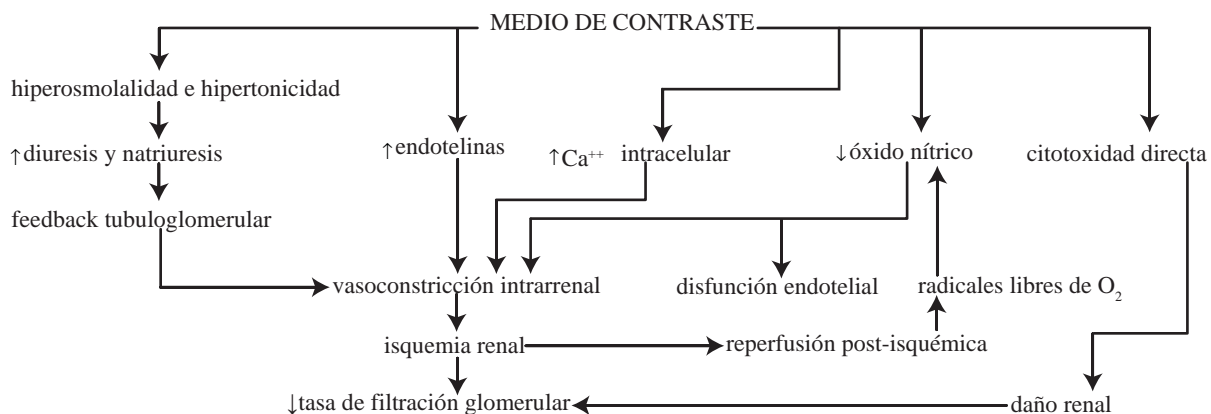 MEDIO DE CONTRASTE
hiperosmolalidad e hipertonicidad
↑diuresis y natriuresis
↑endotelinas
↑Ca⁺⁺ intracelular
↓óxido nítrico
citotoxidad directa
feedback tubuloglomerular
vasoconstricción intrarrenal
disfunción endotelial
radicales libres de O₂
isquemia renal
reperfusión post-isquémica
↓tasa de filtración glomerular
daño renal